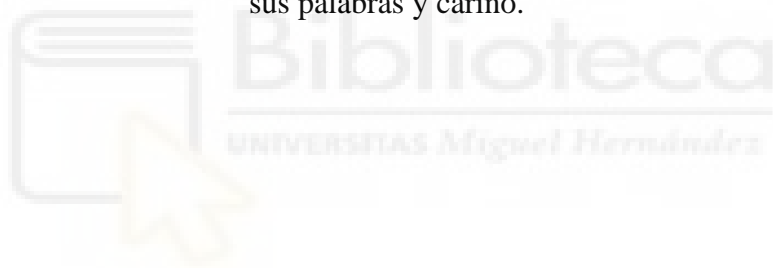 sus palabras y cariño.
Biblioteca
UNIVERSITAS Miguel Hernández